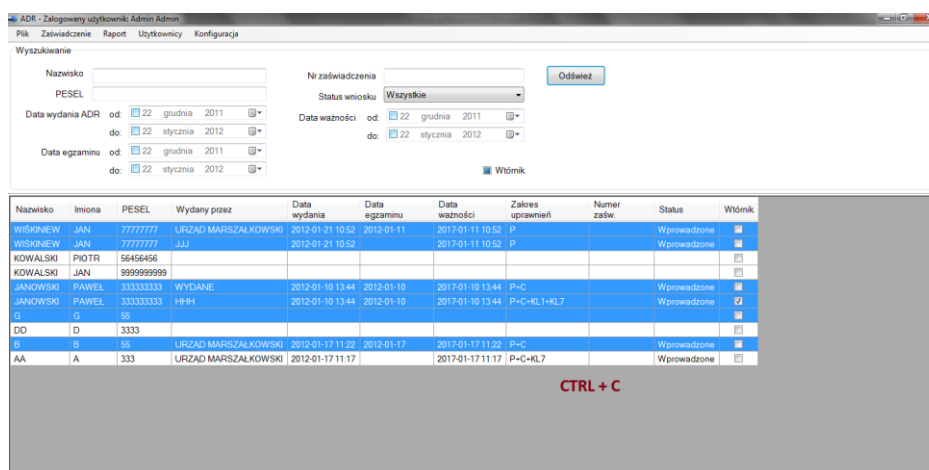 ADR - Zalogowany użytkownik: Admin Admin
Plik Zaświadczenie Raport Użytkownicy Konfiguracja
Wyszukiwanie
Nazwisko Nr zaświadczenia Odśwież
PESEL Status wniosku Wszystkie
Data wydania ADR od: 22 grudnia 2011 Data ważności od: 22 grudnia 2011
do: 22 stycznia 2012 do: 22 stycznia 2012
Data egzaminu od: 22 grudnia 2011
do: 22 stycznia 2012 Wtórnik
Nazwisko Imiona PESEL Wydany przez Data wydania Data egzaminu Data ważności Zakres uprawnień Numer zaśw. Status Wtórnik
WIŚKINIEW JAN 77777777 URZĄD MARSZAŁKOWSKI 2012-01-21 10:52 2012-01-11 2017-01-11 10:52 P Wprowadzone
WIŚKINIEW JAN 77777777 JJJ 2012-01-21 10:52 2017-01-11 10:52 P Wprowadzone
KOWALSKI PIOTR 56456456
KOWALSKI JAN 9999999999
JANOWSKI PAWEŁ 333333333 WYDANE 2012-01-10 13:44 2012-01-10 2017-01-10 13:44 P+C Wprowadzone
JANOWSKI PAWEŁ 333333333 HHH 2012-01-10 13:44 2012-01-10 2017-01-10 13:44 P+C+KL1+KL7 Wprowadzone
G G 55
DD D 3333
B B 55 URZĄD MARSZAŁKOWSKI 2012-01-17 11:22 2012-01-17 2017-01-17 11:22 P+C Wprowadzone
AA A 333 URZĄD MARSZAŁKOWSKI 2012-01-17 11:17 2017-01-17 11:17 P+C+KL7 Wprowadzone
CTRL + C